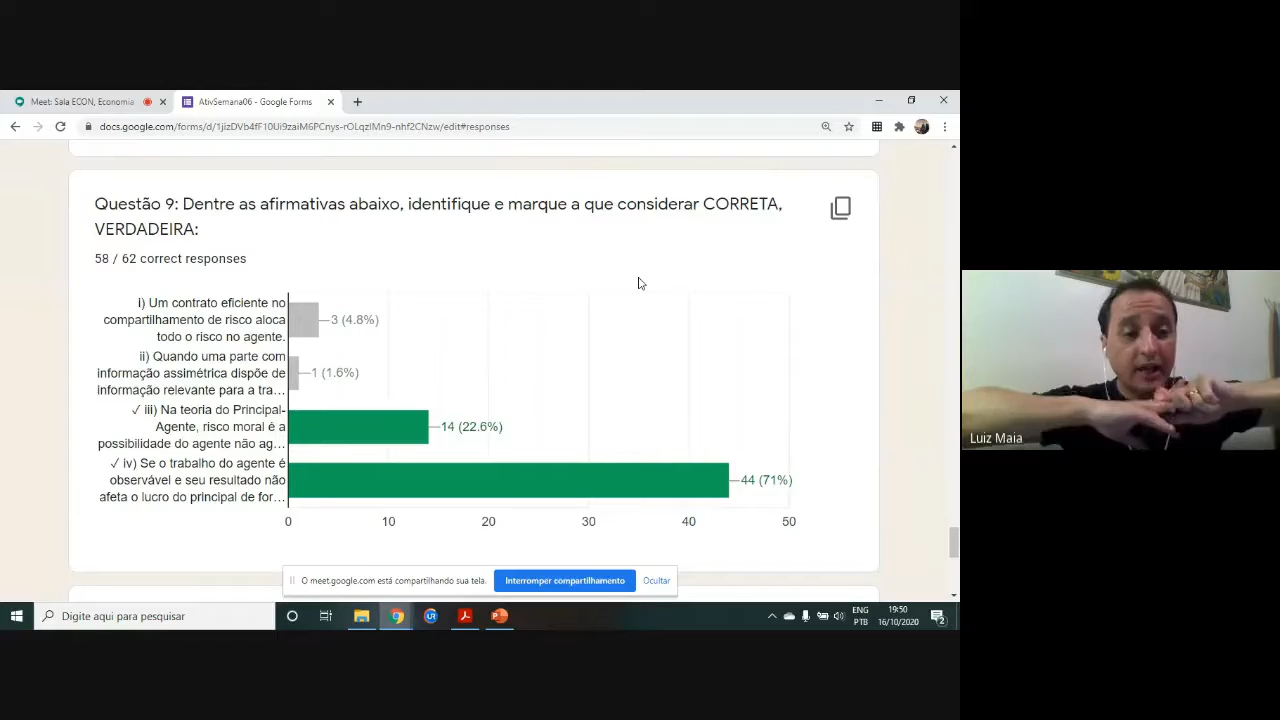 Meet: Sala ECON, Economia
AtivSemana06 - Google Forms
docs.google.com/forms/d/1jizDVb4fF10Ui9zaiM6PCnys-rOLqzIMn9-nhf2CNzw/edit#responses
Questão 9: Dentre as afirmativas abaixo, identifique e marque a que considerar CORRETA,
VERDADEIRA:
58 / 62 correct responses
i) Um contrato eficiente no
compartilhamento de risco aloca
todo o risco no agente.
3 (4.8%)
ii) Quando uma parte com
informação assimétrica dispõe de
informação relevante para a tra…
1 (1.6%)
✓ iii) Na teoria do Principal-
Agente, risco moral é a
possibilidade do agente não ag…
14 (22.6%)
✓ iv) Se o trabalho do agente é
observável e seu resultado não
afeta o lucro do principal de for…
44 (71%)
0 10 20 30 40 50
O meet.google.com está compartilhando sua tela.
Interromper compartilhamento
Ocultar
Luiz Maia
Digite aqui para pesquisar
ENG
PTB
19:50
16/10/2020
2